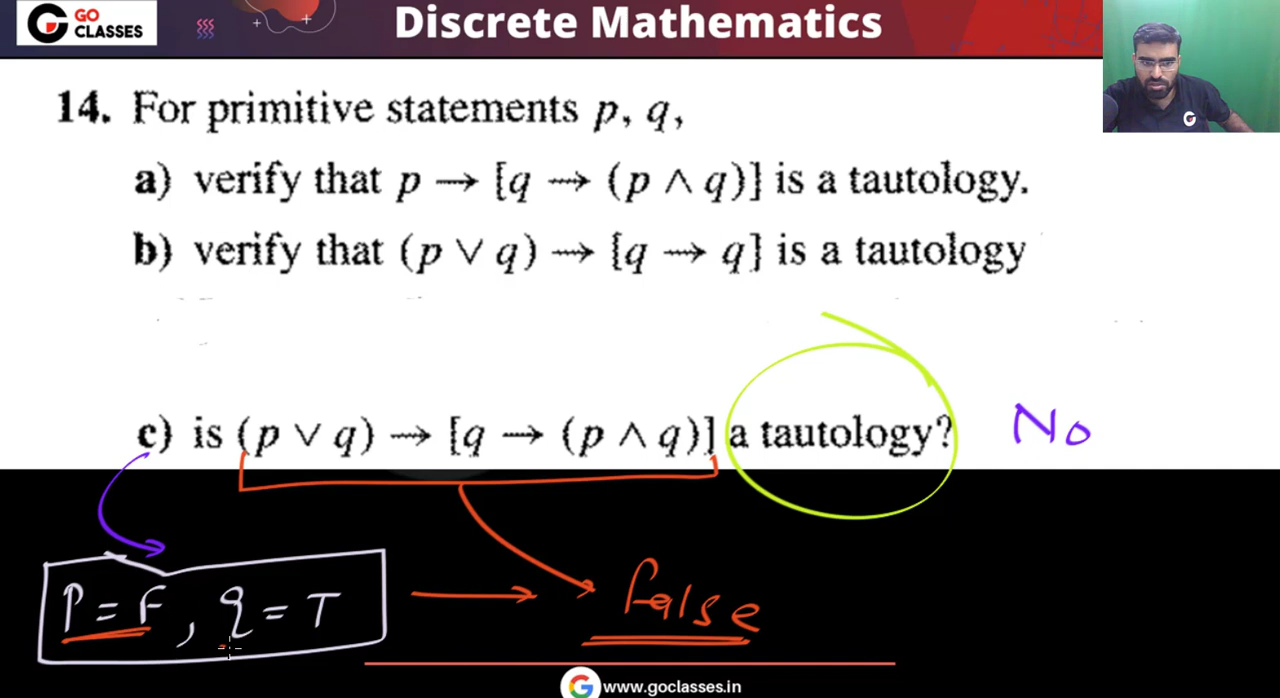 GO
CLASSES
Discrete Mathematics
14. For primitive statements p, q,
a) verify that p → [q → (p ∧ q)] is a tautology.
b) verify that (p ∨ q) → [q → q] is a tautology
c) is (p ∨ q) → [q → (p ∧ q)] a tautology? No
P = F, q = T → false
www.goclasses.in